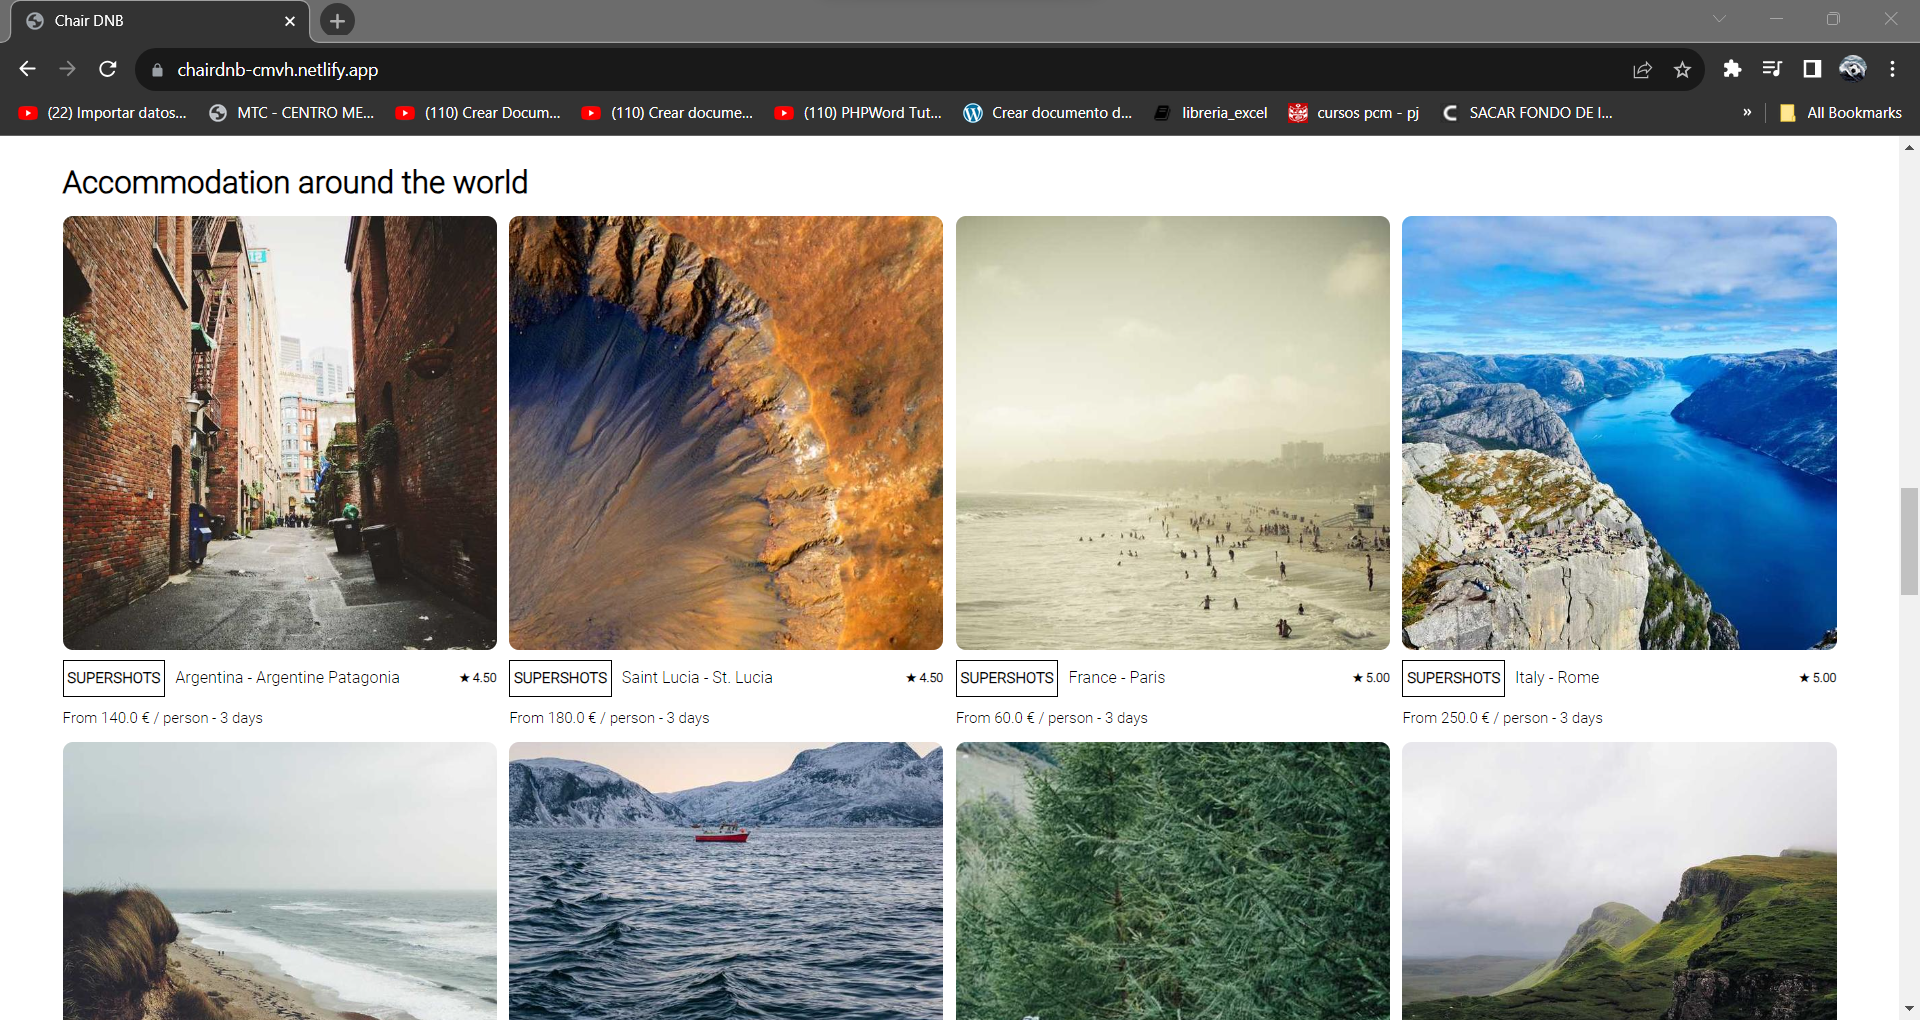 Chair DNB
chairdnb-cmvh.netlify.app
(22) Importar datos...
MTC - CENTRO ME...
(110) Crear Docum...
(110) Crear docume...
(110) PHPWord Tut...
Crear documento d...
libreria_excel
cursos pcm - pj
SACAR FONDO DE I...
»
All Bookmarks
Accommodation around the world
12
SUPERSHOTS Argentina - Argentine Patagonia ★ 4.50
From 140.0 € / person - 3 days
SUPERSHOTS Saint Lucia - St. Lucia ★ 4.50
From 180.0 € / person - 3 days
SUPERSHOTS France - Paris ★ 5.00
From 60.0 € / person - 3 days
SUPERSHOTS Italy - Rome ★ 5.00
From 250.0 € / person - 3 days